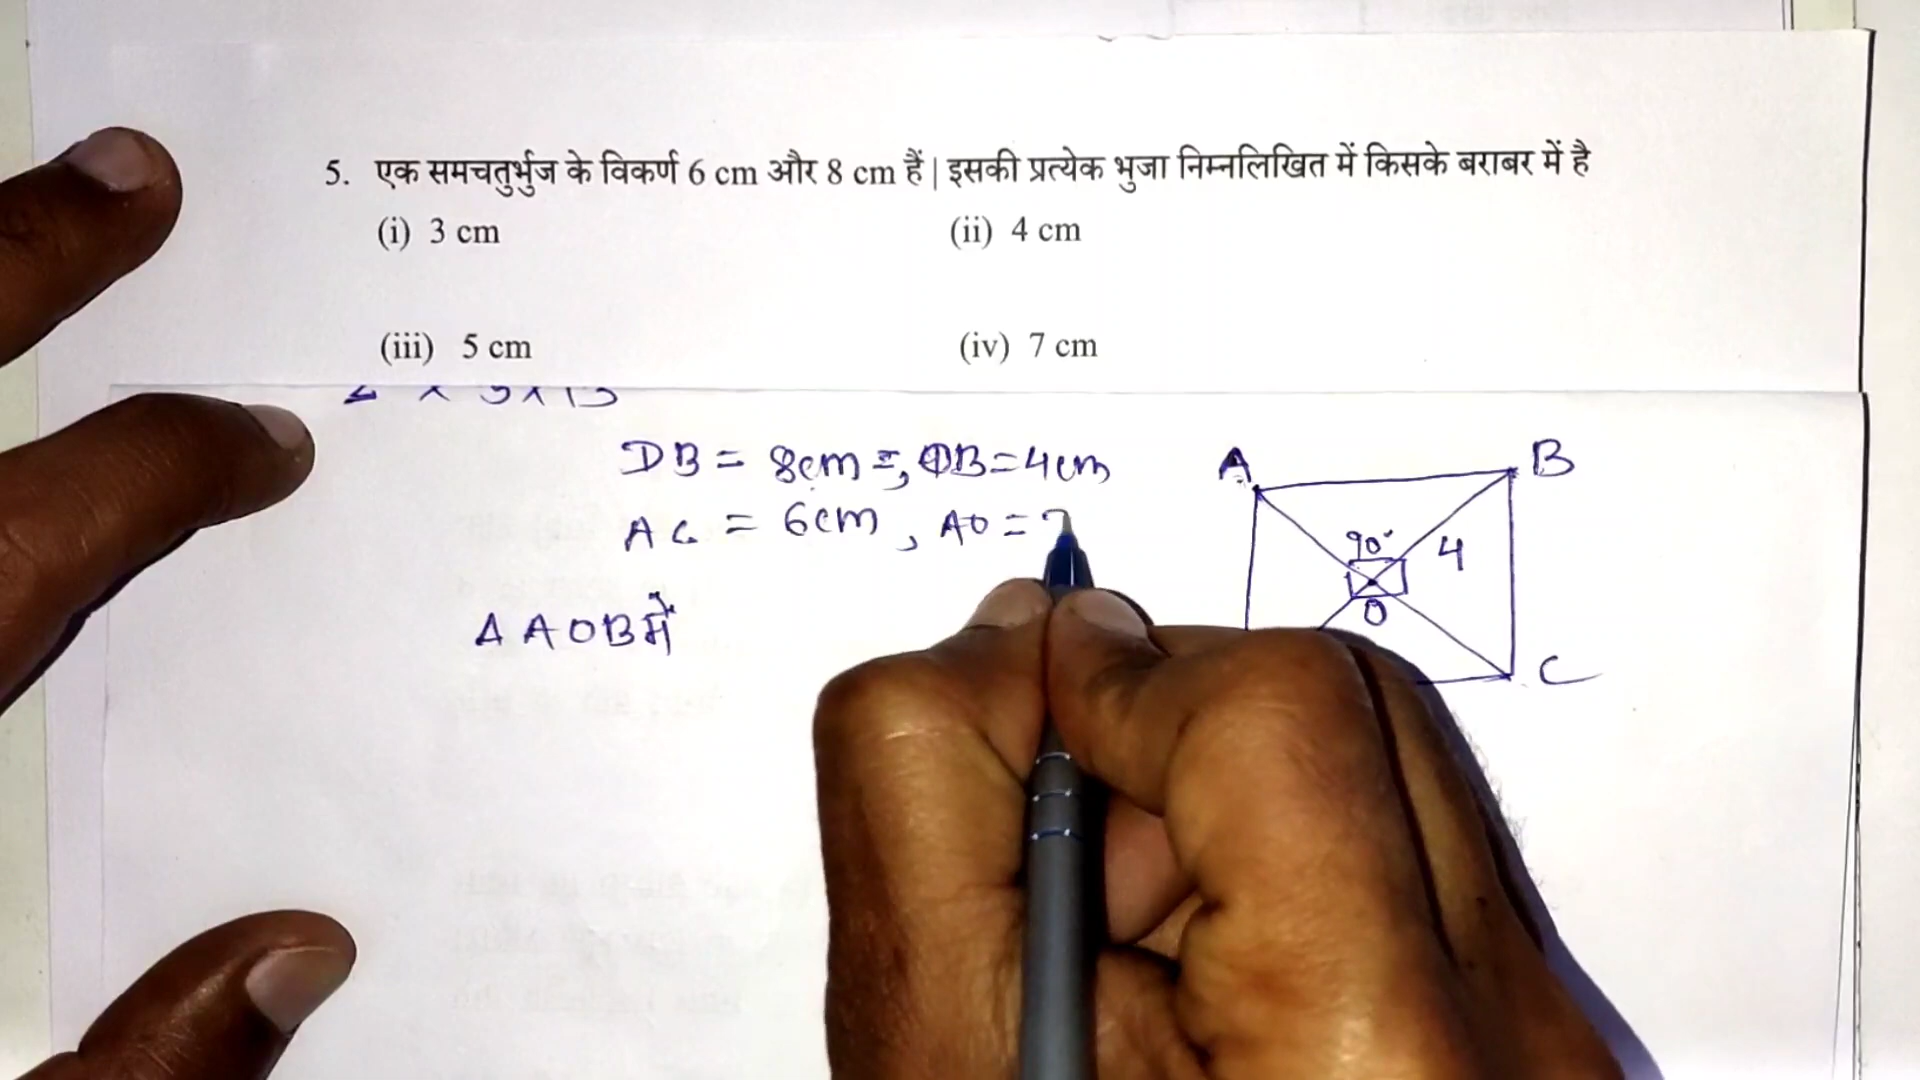 5. एक समचतुर्भुज के विकर्ण 6 cm और 8 cm हैं | इसकी प्रत्येक भुजा निम्नलिखित में किसके बराबर में है
(i) 3 cm (ii) 4 cm
(iii) 5 cm (iv) 7 cm
DB = 8cm =, OB=4cm
AC = 6cm , AO =
Δ AOB में
A B
90° 4
O
C